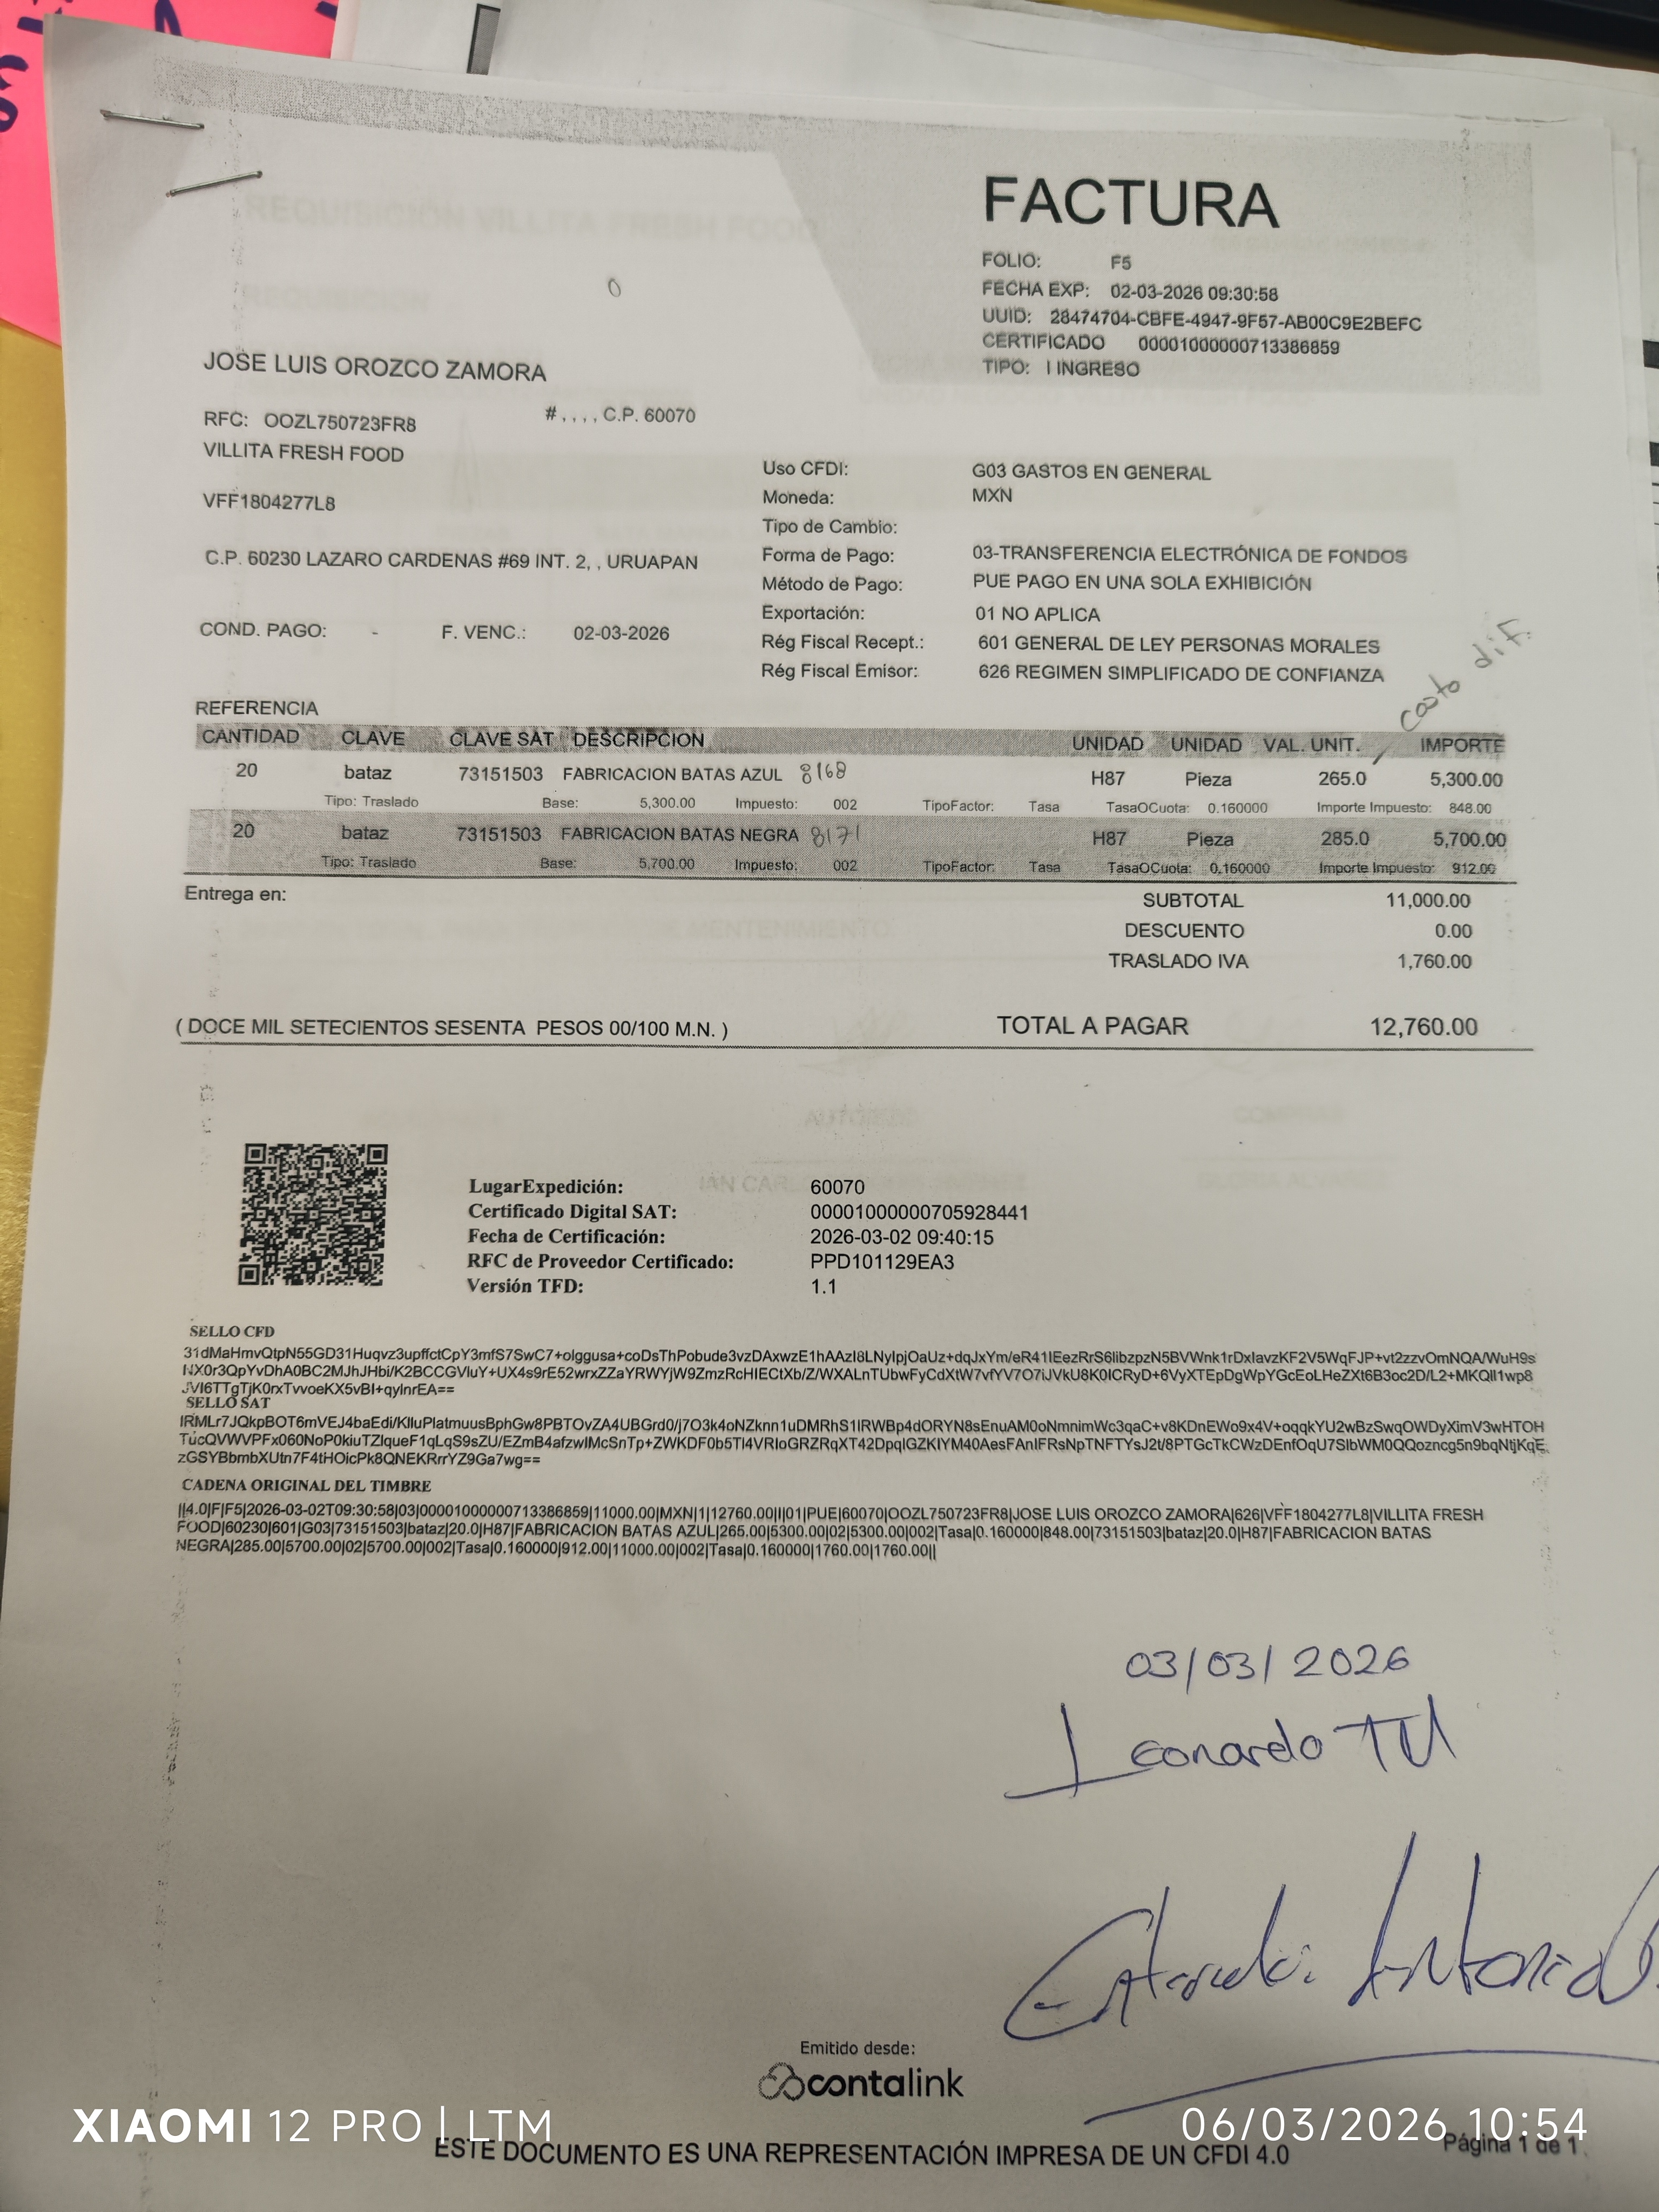 FACTURA
FOLIO: F5
FECHA EXP: 02-03-2026 09:30:58
UUID: 28474704-CBFE-4947-9F57-AB00C9E2BEFC
CERTIFICADO 00001000000713386859
TIPO: I INGRESO
JOSE LUIS OROZCO ZAMORA
RFC: OOZL750723FR8 # , , , , C.P. 60070
VILLITA FRESH FOOD
VFF1804277L8
C.P. 60230 LAZARO CARDENAS #69 INT. 2, , URUAPAN
COND. PAGO: - F. VENC.: 02-03-2026
Uso CFDI: G03 GASTOS EN GENERAL
Moneda: MXN
Tipo de Cambio:
Forma de Pago: 03-TRANSFERENCIA ELECTRÓNICA DE FONDOS
Método de Pago: PUE PAGO EN UNA SOLA EXHIBICIÓN
Exportación: 01 NO APLICA
Rég Fiscal Recept.: 601 GENERAL DE LEY PERSONAS MORALES
Rég Fiscal Emisor: 626 REGIMEN SIMPLIFICADO DE CONFIANZA
costo dif.
REFERENCIA
CANTIDAD CLAVE CLAVE SAT DESCRIPCION UNIDAD UNIDAD VAL. UNIT. IMPORTE
20 bataz 73151503 FABRICACION BATAS AZUL 8168 H87 Pieza 265.0 5,300.00
Tipo: Traslado Base: 5,300.00 Impuesto: 002 TipoFactor: Tasa TasaOCuota: 0.160000 Importe Impuesto: 848.00
20 bataz 73151503 FABRICACION BATAS NEGRA 8171 H87 Pieza 285.0 5,700.00
Tipo: Traslado Base: 5,700.00 Impuesto: 002 TipoFactor: Tasa TasaOCuota: 0.160000 Importe Impuesto: 912.00
Entrega en:
SUBTOTAL 11,000.00
DESCUENTO 0.00
TRASLADO IVA 1,760.00
( DOCE MIL SETECIENTOS SESENTA PESOS 00/100 M.N. ) TOTAL A PAGAR 12,760.00
LugarExpedición: 60070
Certificado Digital SAT: 00001000000705928441
Fecha de Certificación: 2026-03-02 09:40:15
RFC de Proveedor Certificado: PPD101129EA3
Versión TFD: 1.1
SELLO CFD
SELLO SAT
CADENA ORIGINAL DEL TIMBRE
||4.0|F|F5|2026-03-02T09:30:58|03|00001000000713386859|11000.00|MXN|1|12760.00|I|01|PUE|60070|OOZL750723FR8|JOSE LUIS OROZCO ZAMORA|626|VFF1804277L8|VILLITA FRESH
FOOD|60230|601|G03|73151503|bataz|20.0|H87|FABRICACION BATAS AZUL|265.00|5300.00|02|5300.00|002|Tasa|0.160000|848.00|73151503|bataz|20.0|H87|FABRICACION BATAS
NEGRA|285.00|5700.00|02|5700.00|002|Tasa|0.160000|912.00|11000.00|002|Tasa|0.160000|1760.00|1760.00||
03/03/2026
Leonardo TM
Emitido desde:
contalink
XIAOMI 12 PRO | LTM
06/03/2026 10:54
ESTE DOCUMENTO ES UNA REPRESENTACIÓN IMPRESA DE UN CFDI 4.0
Página 1 de 1